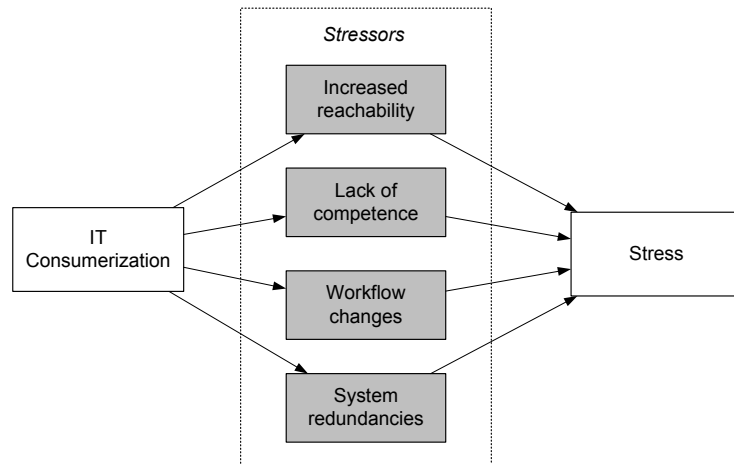 Stressors
Increased
reachability
Lack of
competence
IT
Consumerization
Stress
Workflow
changes
System
redundancies